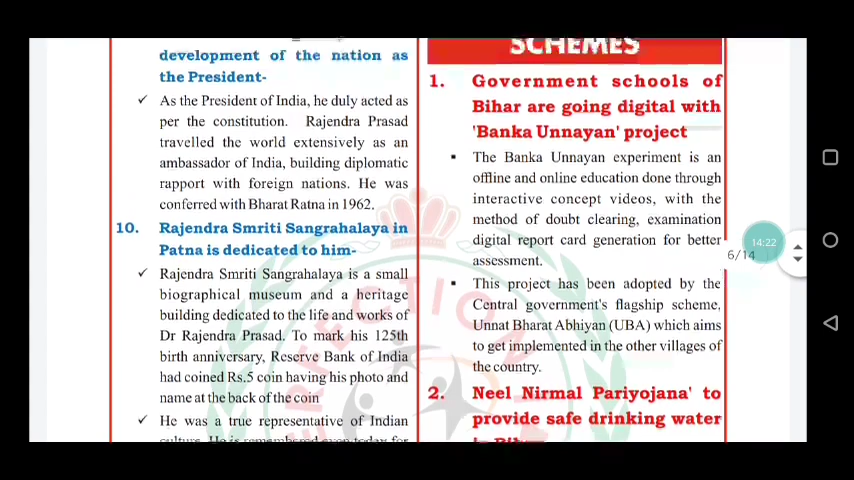 development of the nation as
the President-
✓ As the President of India, he duly acted as
per the constitution. Rajendra Prasad
travelled the world extensively as an
ambassador of India, building diplomatic
rapport with foreign nations. He was
conferred with Bharat Ratna in 1962.
10. Rajendra Smriti Sangrahalaya in
Patna is dedicated to him-
✓ Rajendra Smriti Sangrahalaya is a small
biographical museum and a heritage
building dedicated to the life and works of
Dr Rajendra Prasad. To mark his 125th
birth anniversary, Reserve Bank of India
had coined Rs.5 coin having his photo and
name at the back of the coin
✓ He was a true representative of Indian
culture. He is remembered even today for
SCHEMES
1. Government schools of
Bihar are going digital with
'Banka Unnayan' project
▪ The Banka Unnayan experiment is an
offline and online education done through
interactive concept videos, with the
method of doubt clearing, examination
digital report card generation for better
assessment.
▪ This project has been adopted by the
Central government's flagship scheme,
Unnat Bharat Abhiyan (UBA) which aims
to get implemented in the other villages of
the country.
2. Neel Nirmal Pariyojana' to
provide safe drinking water
6/14
14:22